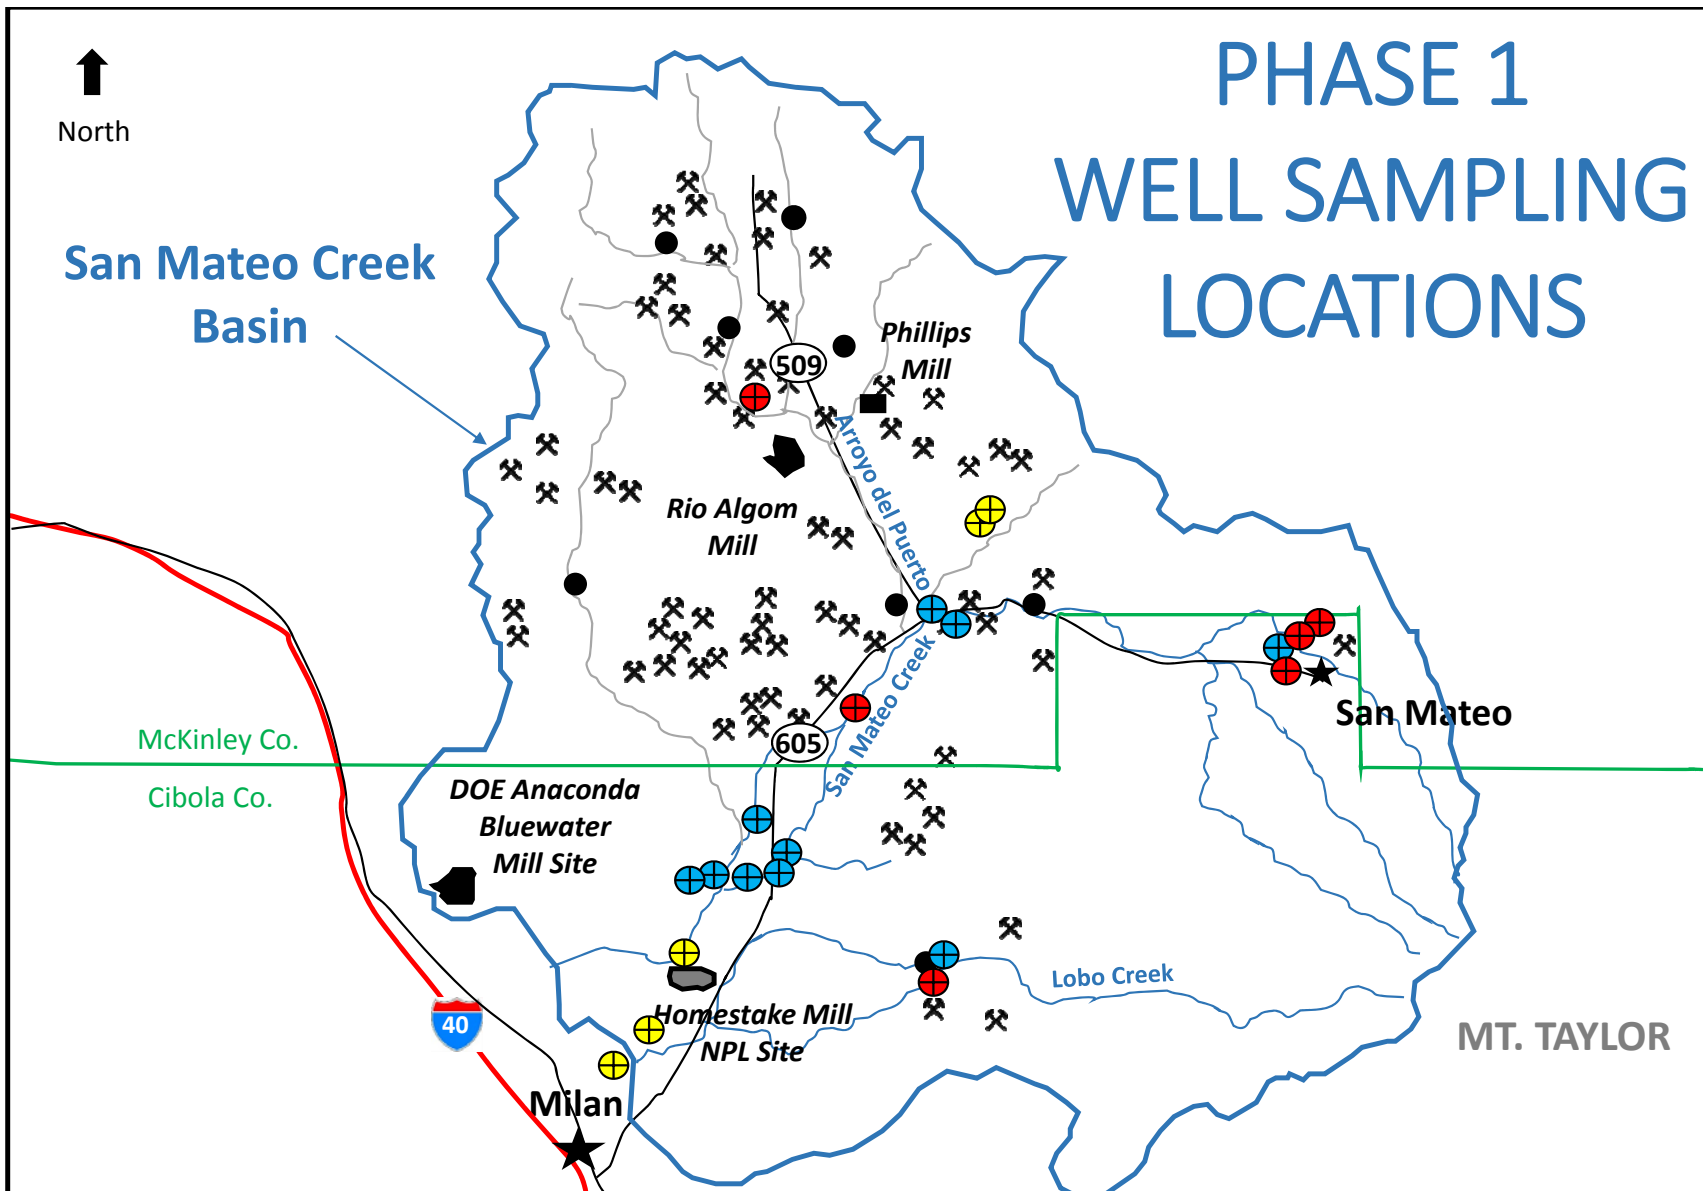 PHASE 1
WELL SAMPLING
LOCATIONS
North
San Mateo Creek
Basin
Phillips
Mill
509
Arroyo del Puerto
Rio Algom
Mill
San Mateo Creek
San Mateo
605
McKinley Co.
Cibola Co.
DOE Anaconda
Bluewater
Mill Site
Lobo Creek
Homestake Mill
NPL Site
40
MT. TAYLOR
Milan